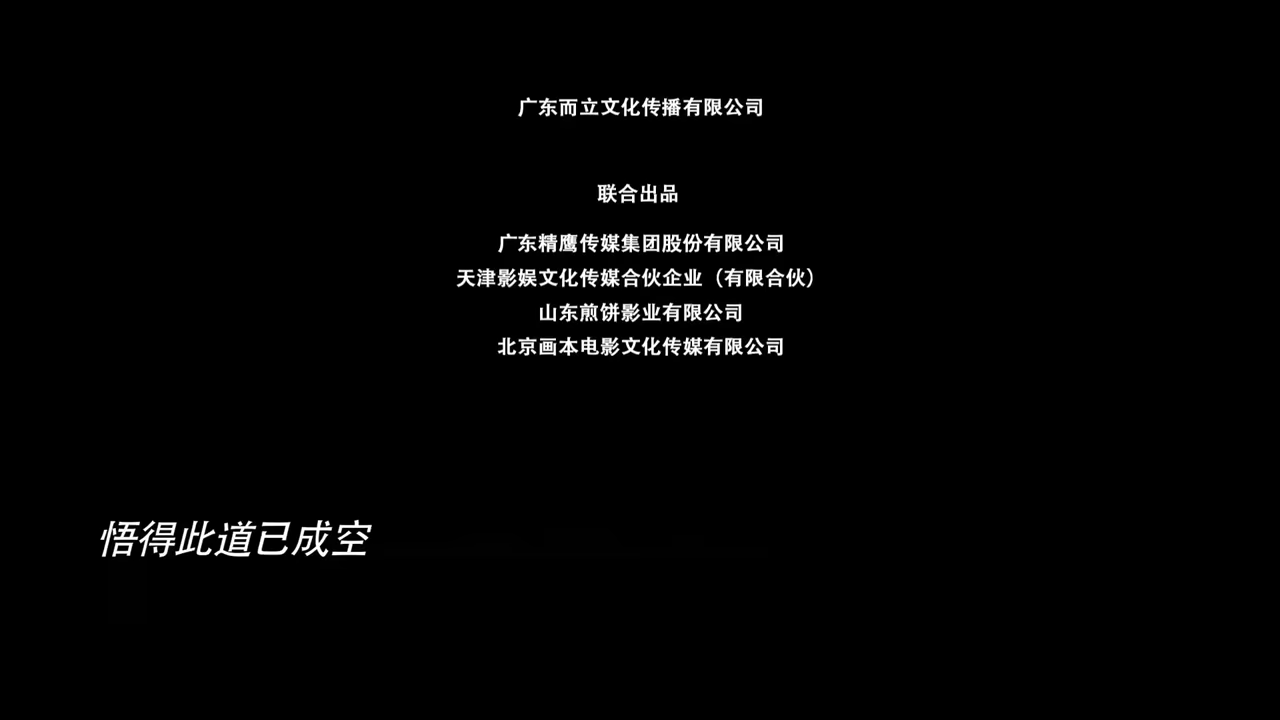 广东而立文化传播有限公司
联合出品
广东精鹰传媒集团股份有限公司
天津影娱文化传媒合伙企业（有限合伙）
山东煎饼影业有限公司
北京画本电影文化传媒有限公司
悟得此道已成空